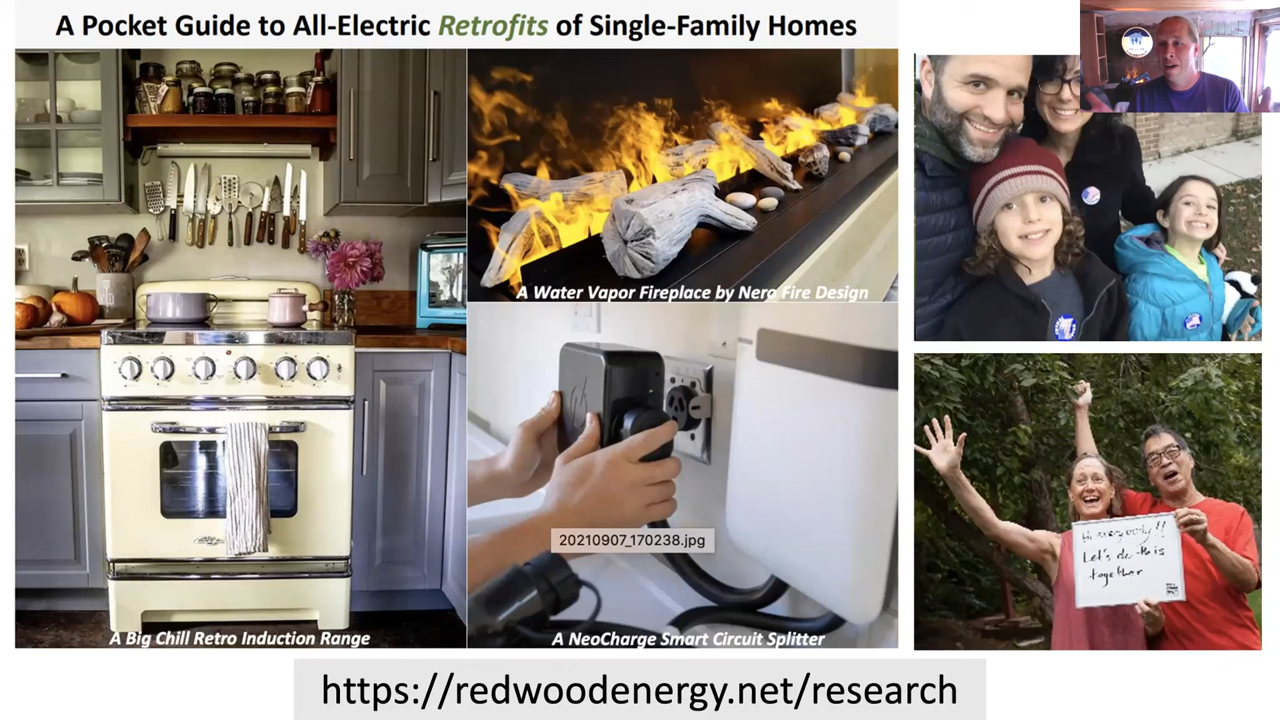 A Pocket Guide to All-Electric Retrofits of Single-Family Homes
A Water Vapor Fireplace by Nero Fire Design
20210907_170238.jpg
A Big Chill Retro Induction Range
A NeoCharge Smart Circuit Splitter
Let's do this
together
https://redwoodenergy.net/research